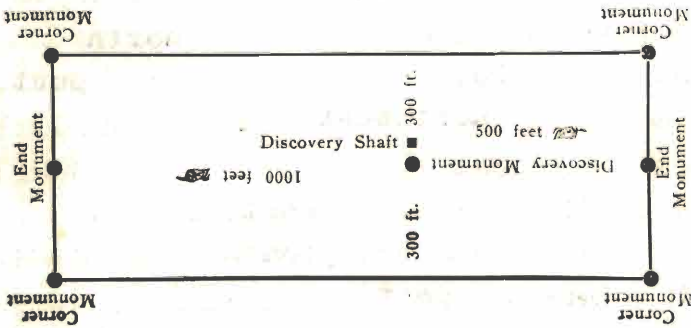 Corner
Monument
Corner
Monument
north
End
Monument
300 ft.
Discovery Shaft
500 feet
Discovery Monument
1000 feet
300 ft.
End
Monument
Corner
Monument
Corner
Monument